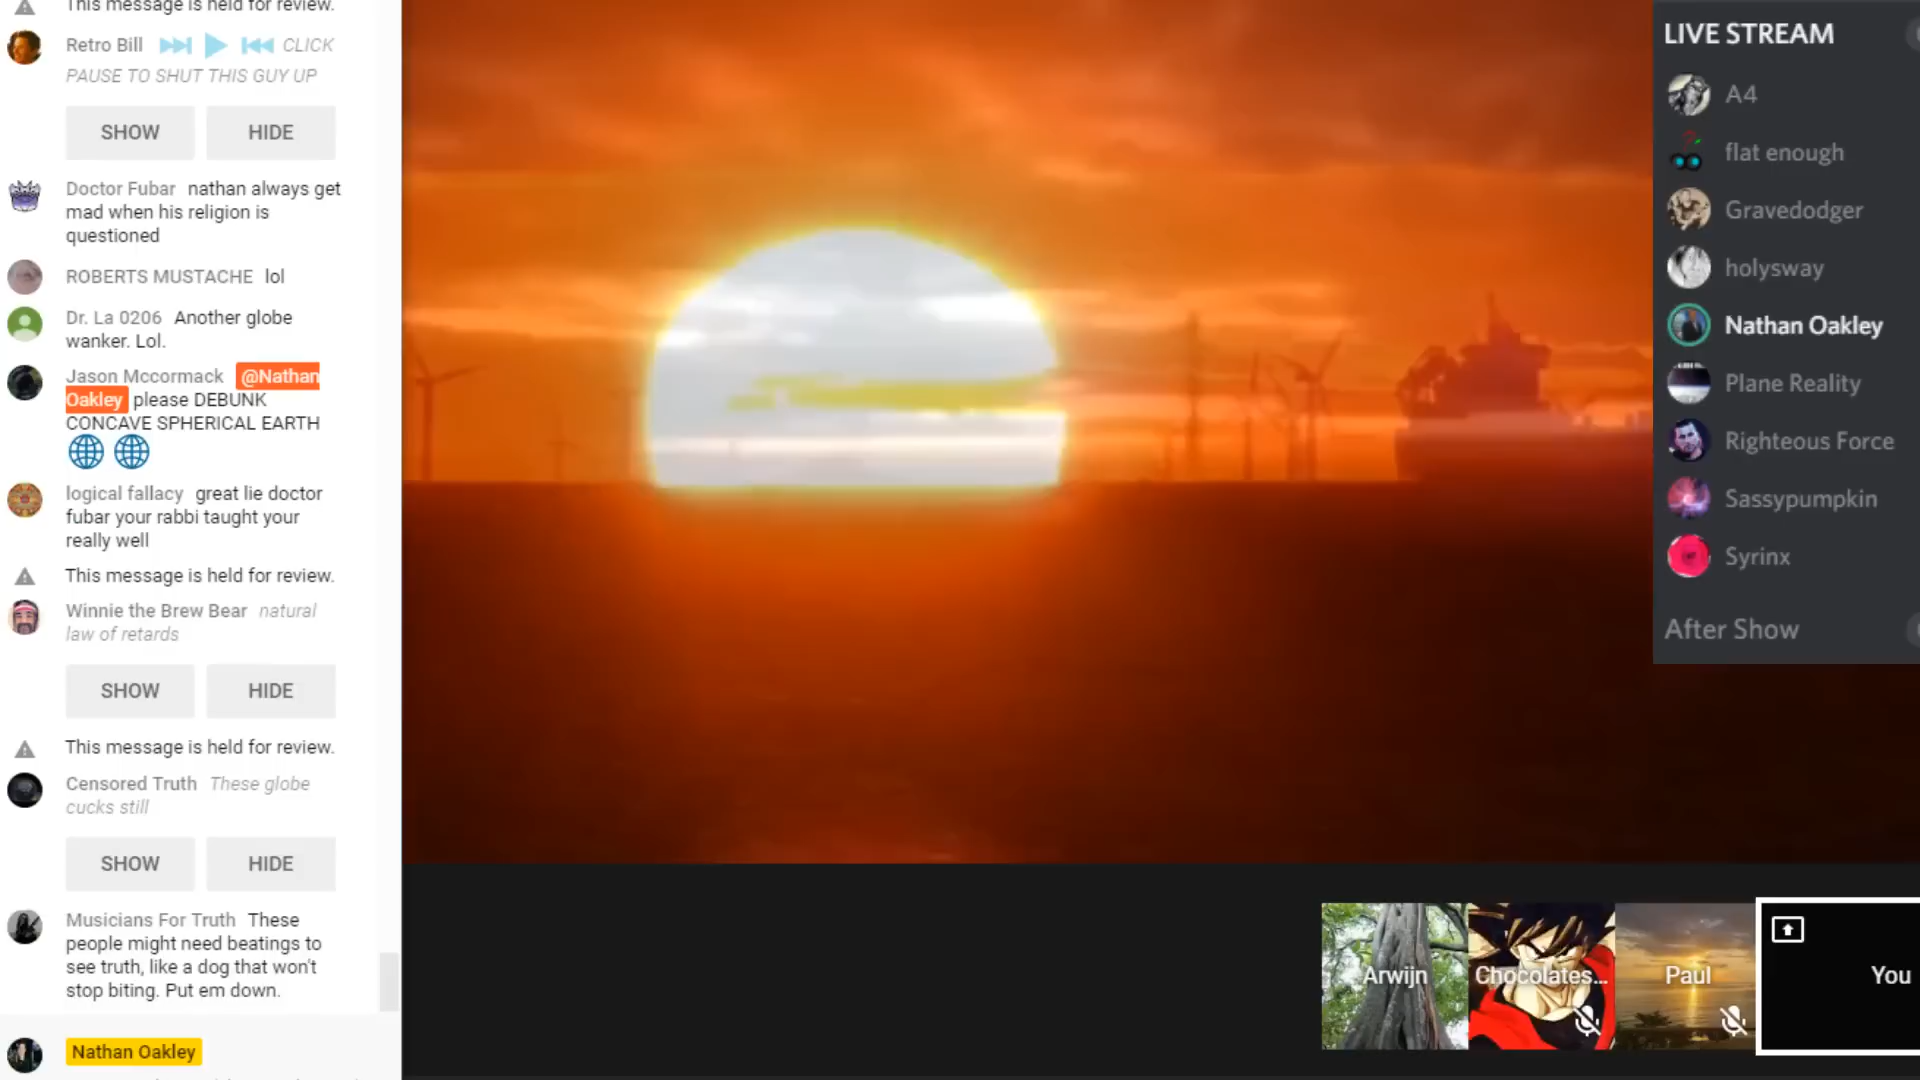 This message is held for review.
Retro Bill CLICK
PAUSE TO SHUT THIS GUY UP
SHOW HIDE
Doctor Fubar nathan always get
mad when his religion is
questioned
ROBERTS MUSTACHE lol
Dr. La 0206 Another globe
wanker. Lol.
Jason Mccormack @Nathan
Oakley please DEBUNK
CONCAVE SPHERICAL EARTH
logical fallacy great lie doctor
fubar your rabbi taught your
really well
This message is held for review.
Winnie the Brew Bear natural
law of retards
SHOW HIDE
This message is held for review.
Censored Truth These globe
cucks still
SHOW HIDE
Musicians For Truth These
people might need beatings to
see truth, like a dog that won't
stop biting. Put em down.
Nathan Oakley
LIVE STREAM
A4
flat enough
Gravedodger
holysway
Nathan Oakley
Plane Reality
Righteous Force
Sassypumpkin
Syrinx
After Show
Arwijn
Chocolates...
Paul
You